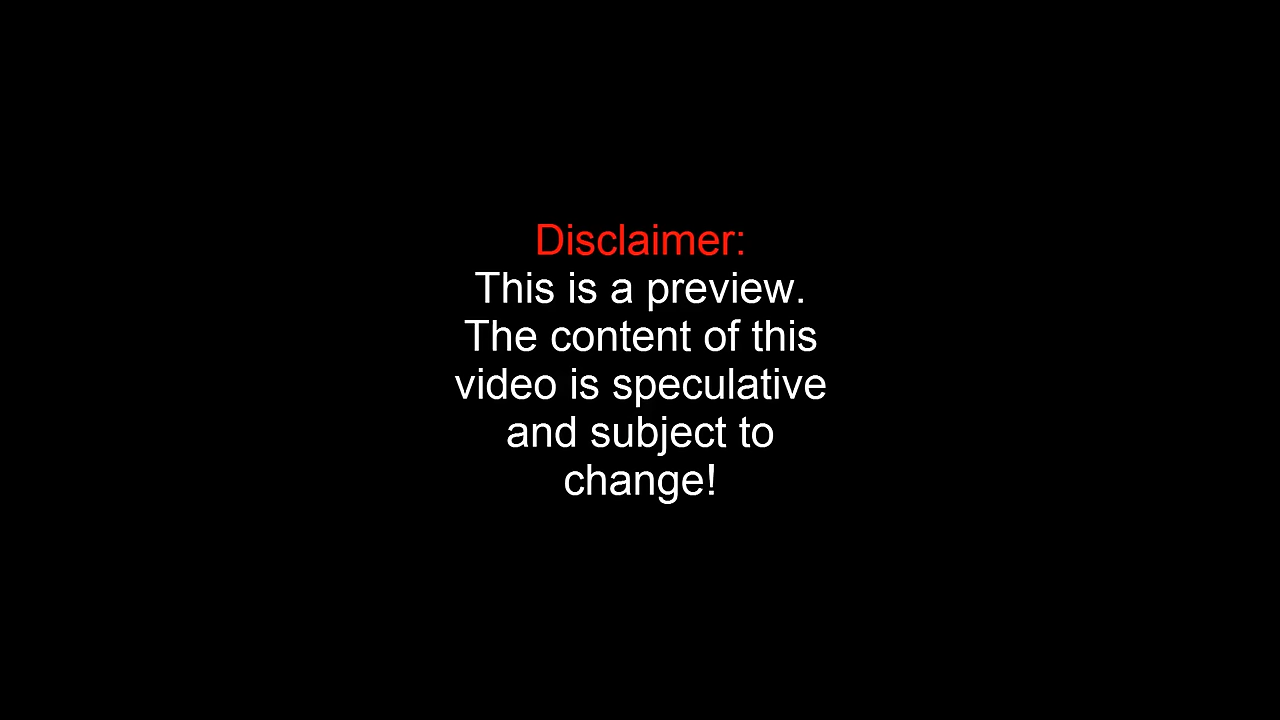 Disclaimer:
This is a preview.
The content of this
video is speculative
and subject to
change!